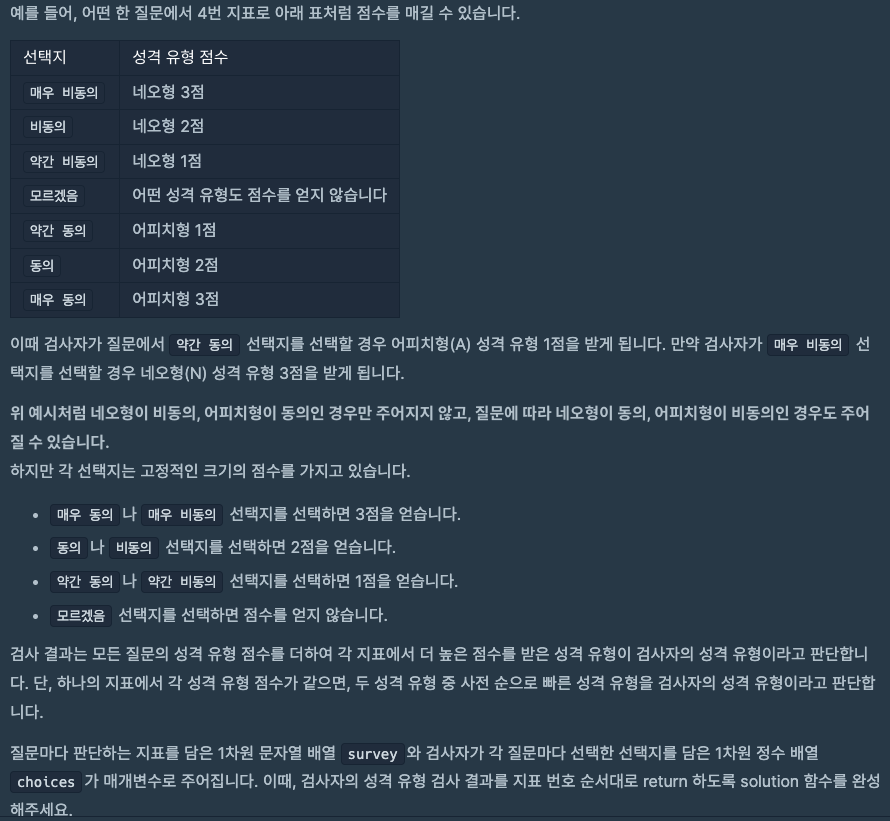 예를 들어, 어떤 한 질문에서 4번 지표로 아래 표처럼 점수를 매길 수 있습니다.
선택지 성격 유형 점수
매우 비동의 네오형 3점
비동의 네오형 2점
약간 비동의 네오형 1점
모르겠음 어떤 성격 유형도 점수를 얻지 않습니다
약간 동의 어피치형 1점
동의 어피치형 2점
매우 동의 어피치형 3점
이때 검사자가 질문에서 약간 동의 선택지를 선택할 경우 어피치형(A) 성격 유형 1점을 받게 됩니다. 만약 검사자가 매우 비동의 선
택지를 선택할 경우 네오형(N) 성격 유형 3점을 받게 됩니다.
위 예시처럼 네오형이 비동의, 어피치형이 동의인 경우만 주어지지 않고, 질문에 따라 네오형이 동의, 어피치형이 비동의인 경우도 주어
질 수 있습니다.
하지만 각 선택지는 고정적인 크기의 점수를 가지고 있습니다.
• 매우 동의 나 매우 비동의 선택지를 선택하면 3점을 얻습니다.
• 동의 나 비동의 선택지를 선택하면 2점을 얻습니다.
• 약간 동의 나 약간 비동의 선택지를 선택하면 1점을 얻습니다.
• 모르겠음 선택지를 선택하면 점수를 얻지 않습니다.
검사 결과는 모든 질문의 성격 유형 점수를 더하여 각 지표에서 더 높은 점수를 받은 성격 유형이 검사자의 성격 유형이라고 판단합니
다. 단, 하나의 지표에서 각 성격 유형 점수가 같으면, 두 성격 유형 중 사전 순으로 빠른 성격 유형을 검사자의 성격 유형이라고 판단합
니다.
질문마다 판단하는 지표를 담은 1차원 문자열 배열 survey 와 검사자가 각 질문마다 선택한 선택지를 담은 1차원 정수 배열
choices 가 매개변수로 주어집니다. 이때, 검사자의 성격 유형 검사 결과를 지표 번호 순서대로 return 하도록 solution 함수를 완성
해주세요.